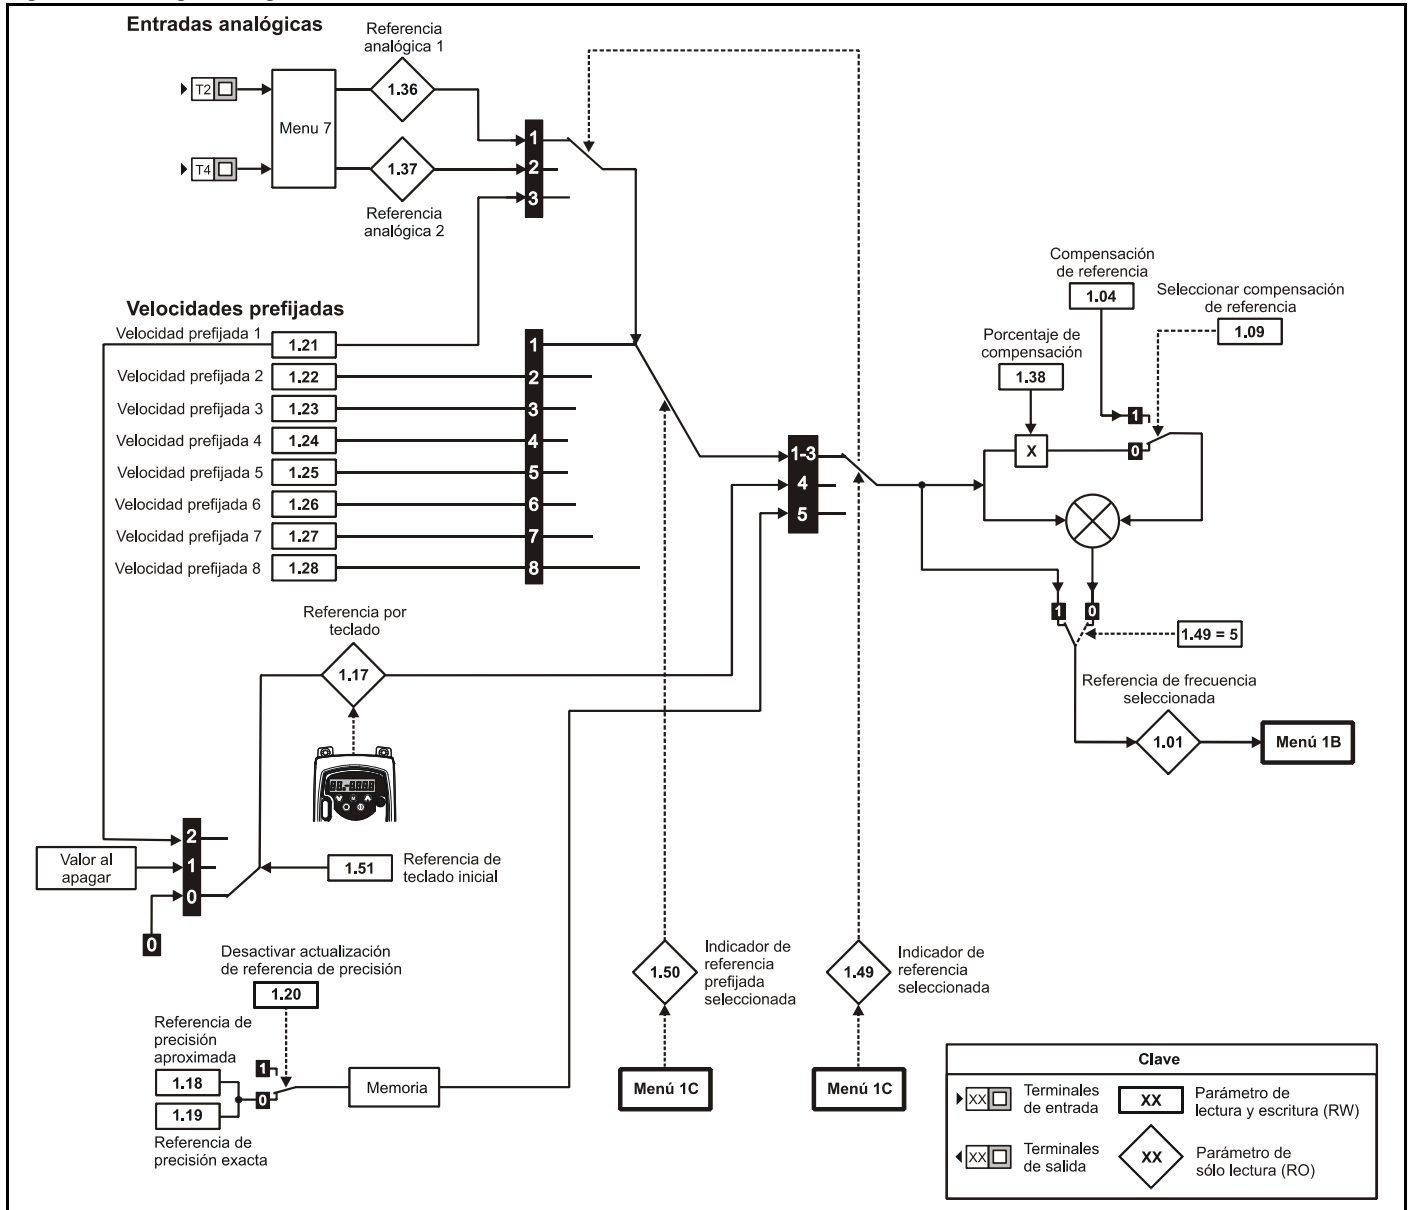 Entradas analógicas
Referencia
analógica 1
T2
1.36
Menu 7
T4
1.37
Referencia
analógica 2
1
2
3
Velocidades prefijadas
Velocidad prefijada 1
1.21
Velocidad prefijada 2
1.22
Velocidad prefijada 3
1.23
Velocidad prefijada 4
1.24
Velocidad prefijada 5
1.25
Velocidad prefijada 6
1.26
Velocidad prefijada 7
1.27
Velocidad prefijada 8
1.28
1
2
3
4
5
6
7
8
1-3
4
5
Compensación
de referencia
1.04
Seleccionar compensación
de referencia
1.09
Porcentaje de
compensación
1.38
X
1
0
1
0
1.49 = 5
Referencia de frecuencia
seleccionada
1.01
Menú 1B
Referencia por
teclado
1.17
2
1
0
Valor al
apagar
0
1.51
Referencia de
teclado inicial
Desactivar actualización
de referencia de precisión
1.20
Referencia de
precisión
aproximada
1.18
1.19
Referencia de
precisión exacta
1
0
Memoria
1.50
Indicador de
referencia
prefijada
seleccionada
Menú 1C
1.49
Indicador de
referencia
seleccionada
Menú 1C
Clave
XX
Terminales
de entrada
XX
Parámetro de
lectura y escritura (RW)
XX
Terminales
de salida
XX
Parámetro de
sólo lectura (RO)